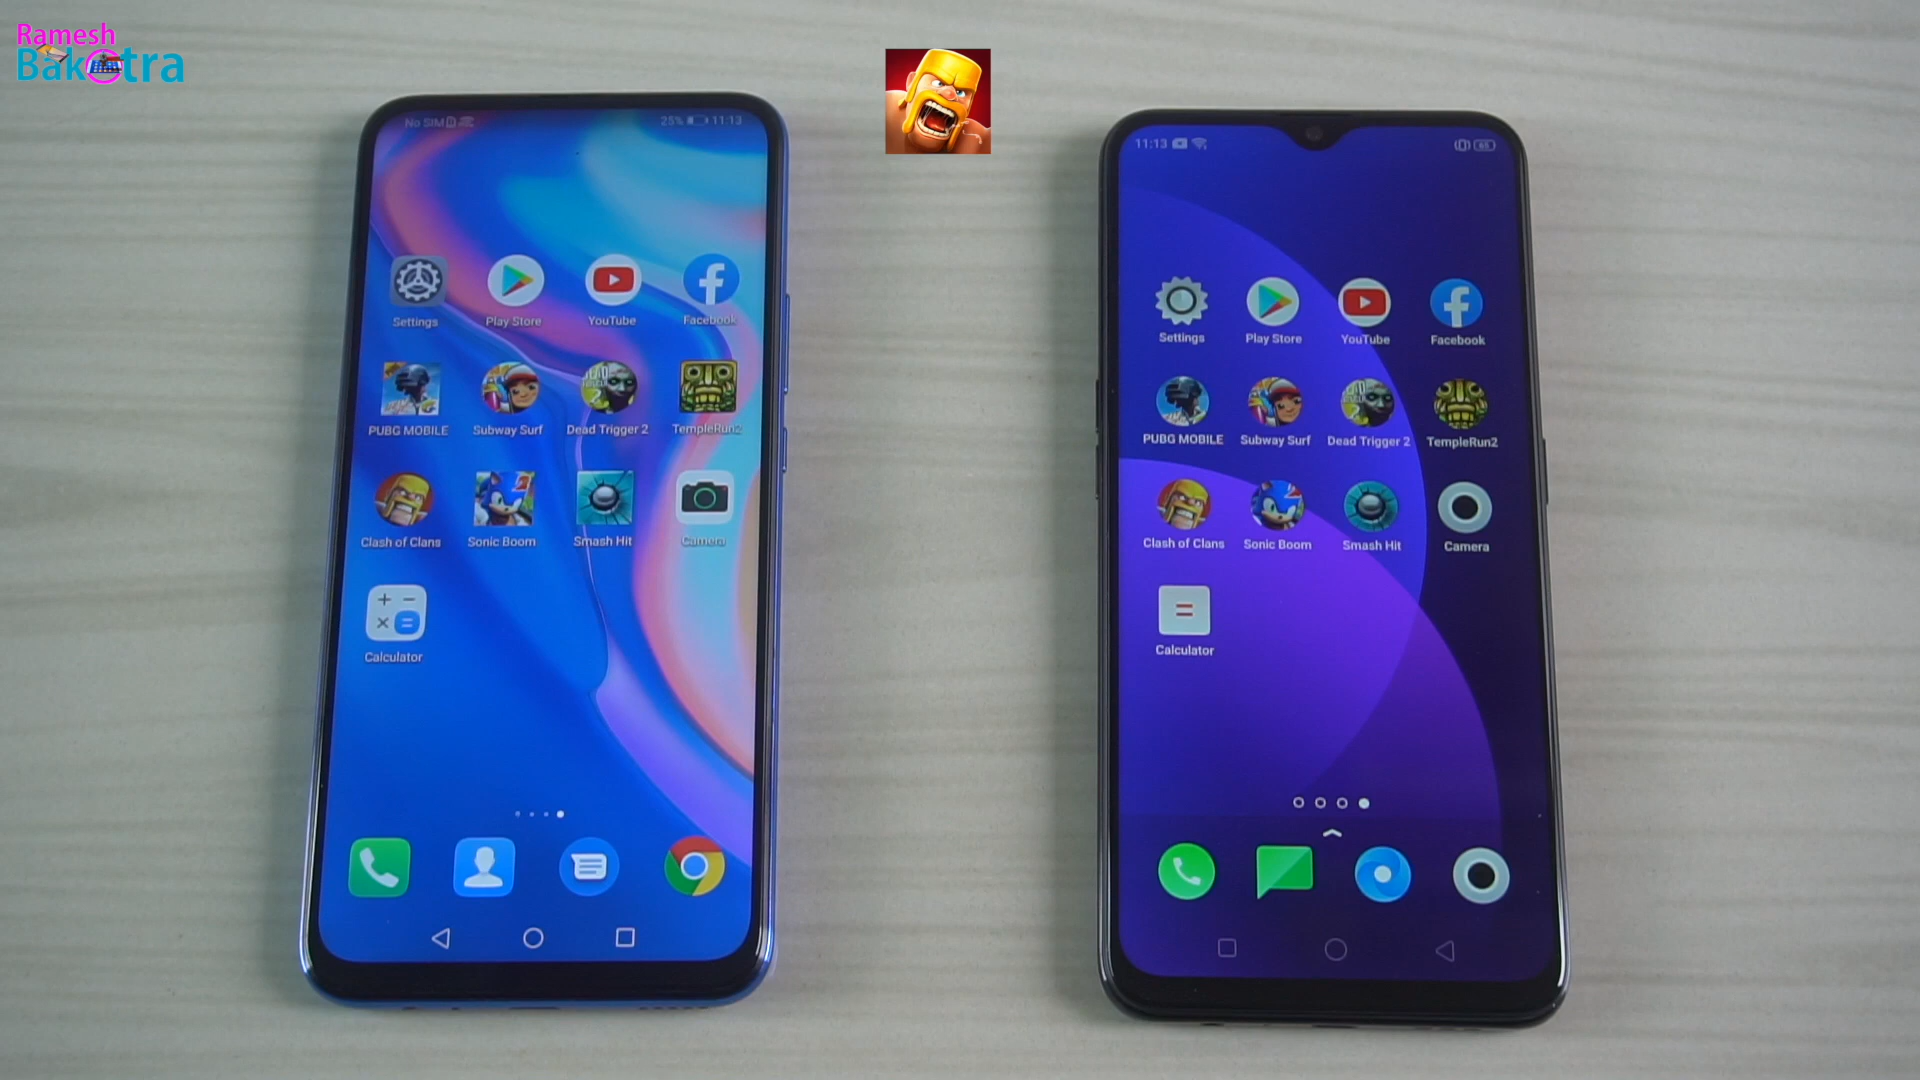 Ramesh
Bakotra
No SIM
25%
11:13
Settings
Play Store
YouTube
Facebook
PUBG MOBILE
Subway Surf
Dead Trigger 2
TempleRun2
Clash of Clans
Sonic Boom
Smash Hit
Camera
Calculator
11:13
65
Settings
Play Store
YouTube
Facebook
PUBG MOBILE
Subway Surf
Dead Trigger 2
TempleRun2
Clash of Clans
Sonic Boom
Smash Hit
Camera
Calculator